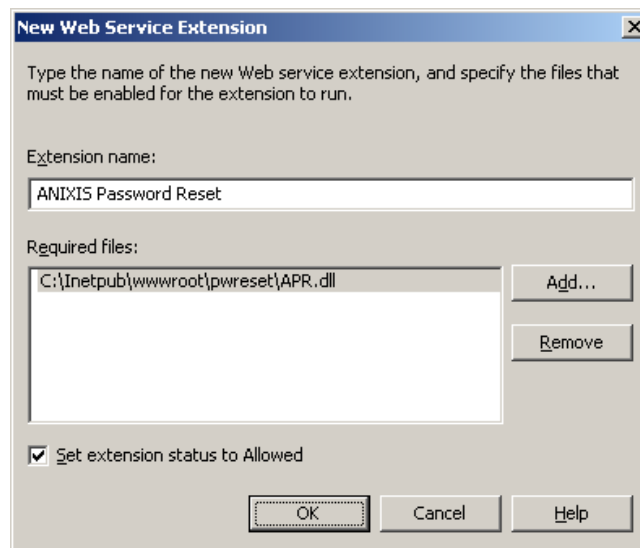 New Web Service Extension
Type the name of the new Web service extension, and specify the files that
must be enabled for the extension to run.
Extension name:
ANIXIS Password Reset
Required files:
C:\Inetpub\wwwroot\pwreset\APR.dll
Add...
Remove
Set extension status to Allowed
OK
Cancel
Help